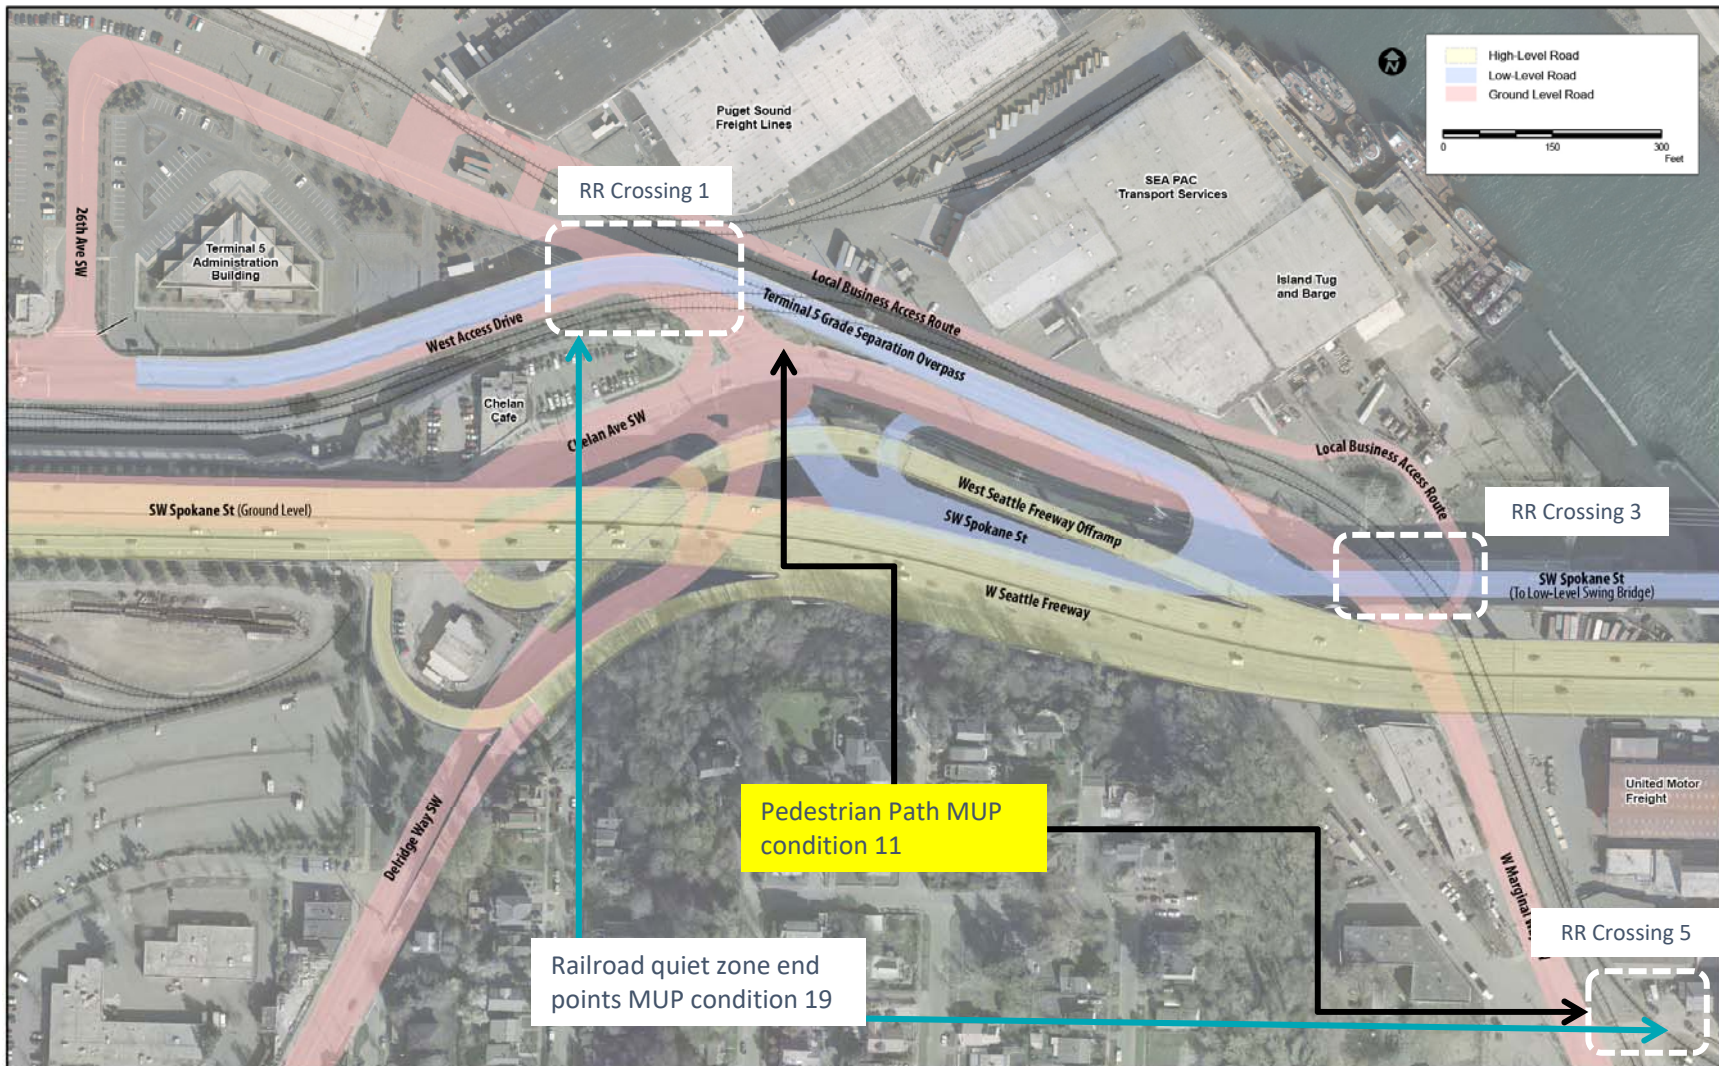 N
High-Level Road
Low-Level Road
Ground Level Road
0
150
300
Feet
Puget Sound
Freight Lines
RR Crossing 1
SEA PAC
Transport Services
26th Ave SW
Terminal 5
Administration
Building
Island Tug
and Barge
Local Business Access Route
Terminal 5 Grade Separation Overpass
West Access Drive
Chelan
Cafe
Chelan Ave SW
Local Business Access Route
West Seattle Freeway Offramp
SW Spokane St (Ground Level)
SW Spokane St
RR Crossing 3
SW Spokane St
(To Low-Level Swing Bridge)
W Seattle Freeway
United Motor
Freight
Pedestrian Path MUP
condition 11
Delridge Way SW
W Marginal
RR Crossing 5
Railroad quiet zone end
points MUP condition 19